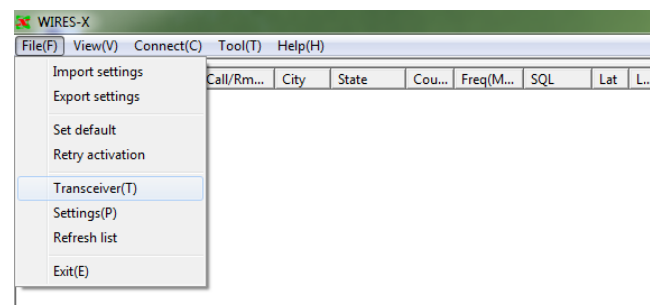 WIRES-X
File(F) View(V) Connect(C) Tool(T) Help(H)
Call/Rm... City State Cou... Freq(M... SQL Lat L...
Import settings
Export settings
Set default
Retry activation
Transceiver(T)
Settings(P)
Refresh list
Exit(E)